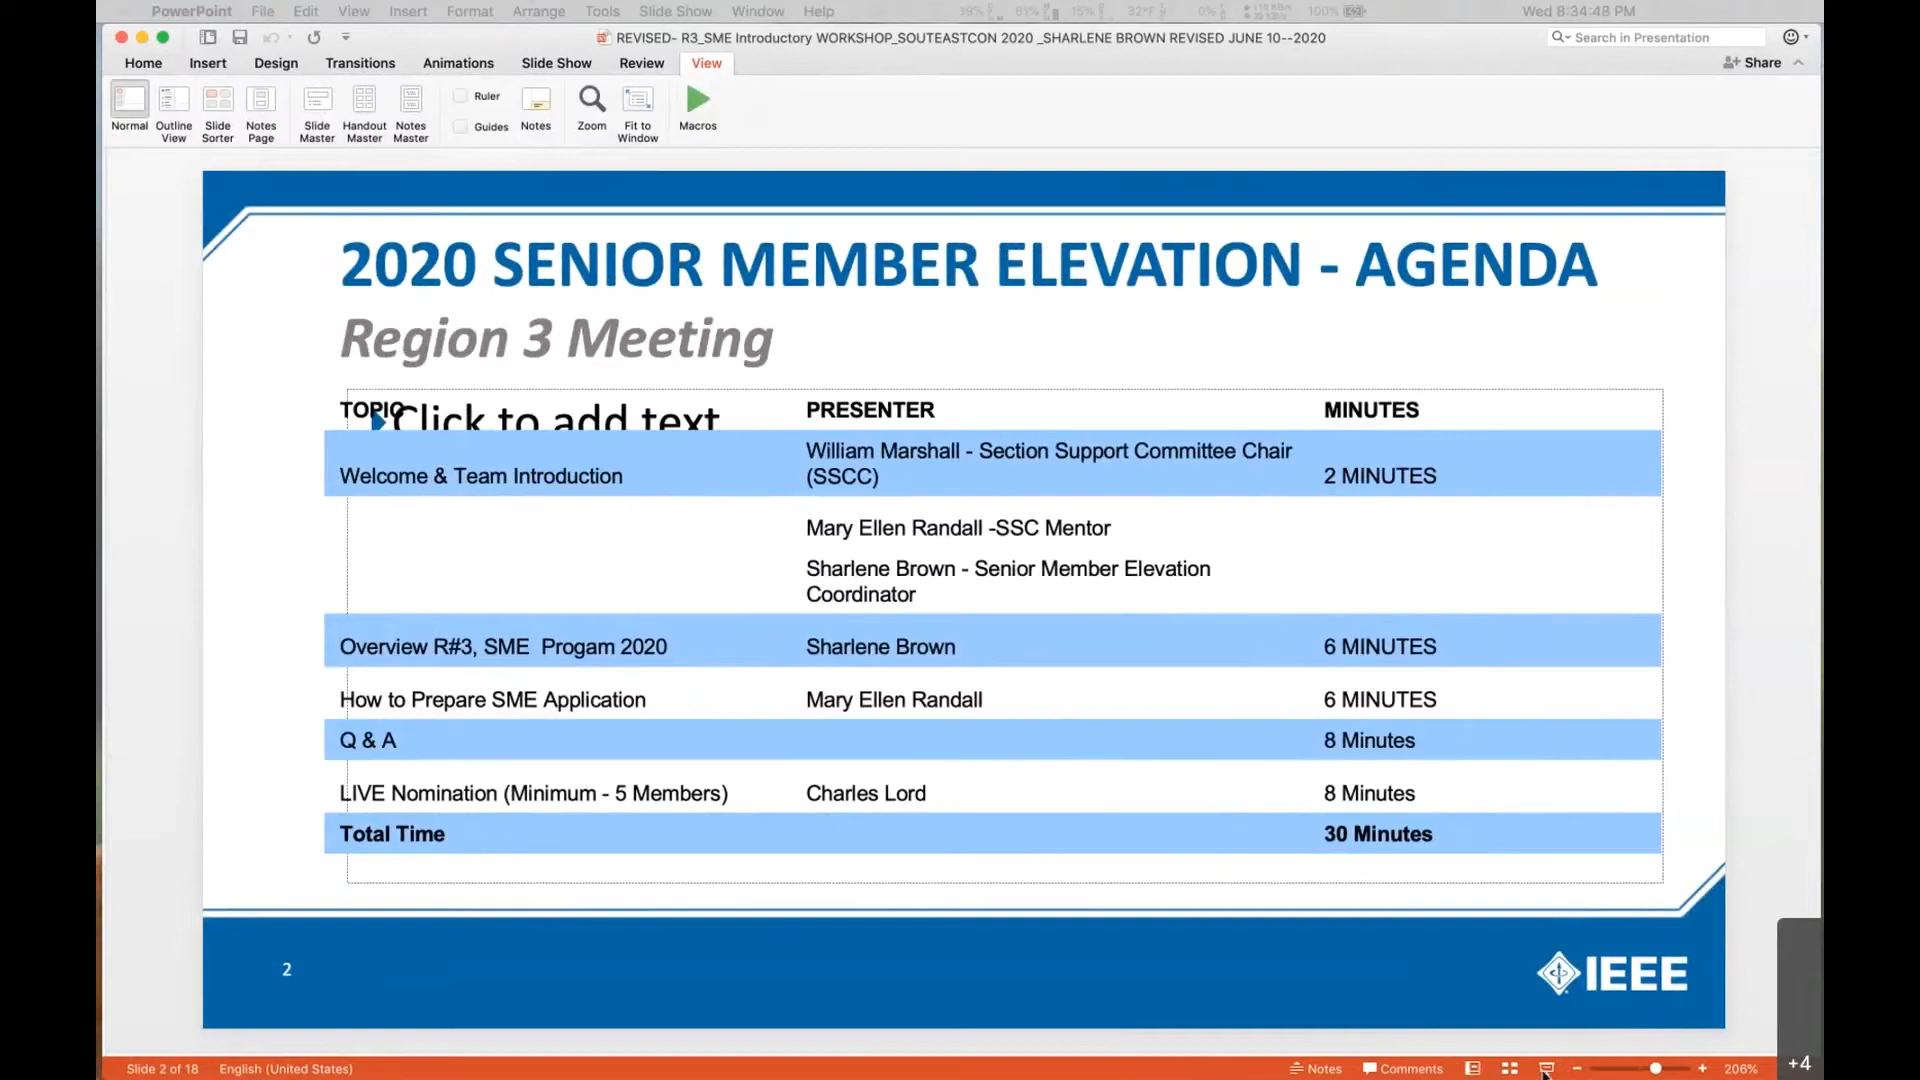 PowerPoint File Edit View Insert Format Arrange Tools Slide Show Window Help 39% 81% 15% 32°F 0% 100% Wed 8:34:48 PM
REVISED- R3_SME Introductory WORKSHOP_SOUTEASTCON 2020 _SHARLENE BROWN REVISED JUNE 10--2020 Search in Presentation
Home Insert Design Transitions Animations Slide Show Review View Share
Ruler
Guides
Normal Outline View Slide Sorter Notes Page Slide Master Handout Master Notes Master Notes Zoom Fit to Window Macros
2020 SENIOR MEMBER ELEVATION - AGENDA
Region 3 Meeting
TOPIC PRESENTER MINUTES
Click to add text
William Marshall - Section Support Committee Chair
Welcome & Team Introduction (SSCC) 2 MINUTES
Mary Ellen Randall -SSC Mentor
Sharlene Brown - Senior Member Elevation
Coordinator
Overview R#3, SME Progam 2020 Sharlene Brown 6 MINUTES
How to Prepare SME Application Mary Ellen Randall 6 MINUTES
Q & A 8 Minutes
LIVE Nomination (Minimum - 5 Members) Charles Lord 8 Minutes
Total Time 30 Minutes
2
IEEE
Slide 2 of 18 English (United States) Notes Comments 206% +4